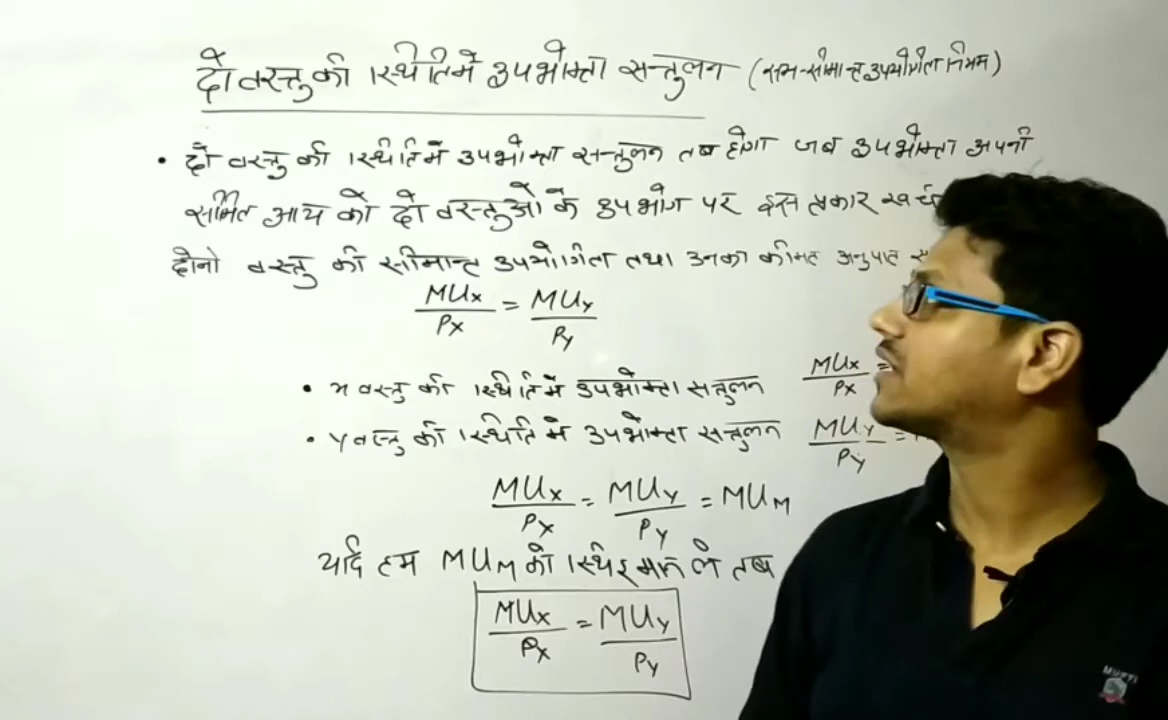 दो वस्तु की स्थिति में उपभोक्ता सन्तुलन (सम-सीमान्त उपयोगिता नियम)
• दो वस्तु की स्थिति में उपभोक्ता सन्तुलन तब होगा जब उपभोक्ता अपनी
समित आय को दो वस्तुओं के उपभोग पर इस प्रकार खर्च
दोनो वस्तु की सीमान्त उपयोगिता तथा उनका कीमत अनुपात
MUx/Px = MUy/Py
• x वस्तु की स्थिति में उपभोक्ता सन्तुलन MUx/Px =
• y वस्तु की स्थिति में उपभोक्ता सन्तुलन MUy/Py =
MUx/Px = MUy/Py = MUM
यदि हम MUM को स्थिर मान ले तब
MUx/Px = MUy/Py
MUFTI